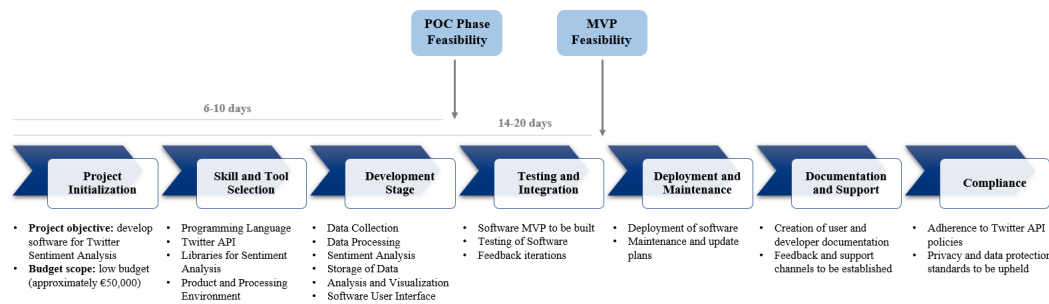 POC Phase
Feasibility
MVP
Feasibility
6-10 days
14-20 days
Project
Initialization
Skill and Tool
Selection
Development
Stage
Testing and
Integration
Deployment and
Maintenance
Documentation
and Support
Compliance
• Project objective: develop
software for Twitter
Sentiment Analysis
• Budget scope: low budget
(approximately €50,000)
• Programming Language
• Twitter API
• Libraries for Sentiment
Analysis
• Product and Processing
Environment
• Data Collection
• Data Processing
• Sentiment Analysis
• Storage of Data
• Analysis and Visualization
• Software User Interface
• Software MVP to be built
• Testing of Software
• Feedback iterations
• Deployment of software
• Maintenance and update
plans
• Creation of user and
developer documentation
• Feedback and support
channels to be established
• Adherence to Twitter API
policies
• Privacy and data protection
standards to be upheld